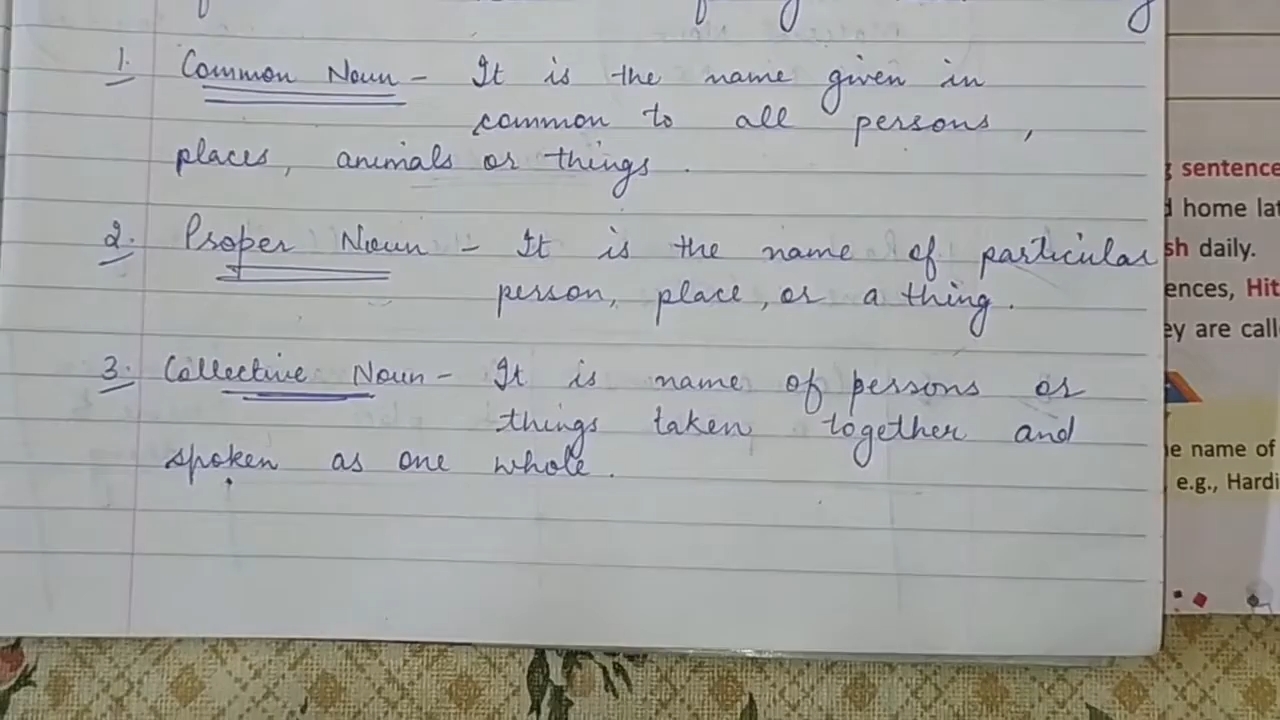 1. Common Noun - It is the name given in
common to all persons,
places, animals or things.
2. Proper Noun - It is the name of particular
person, place, or a thing.
3. Collective Noun - It is name of persons or
things taken together and
spoken as one whole.
sentence
home
daily.
Hit
ey are call
name of
e.g., Hardi